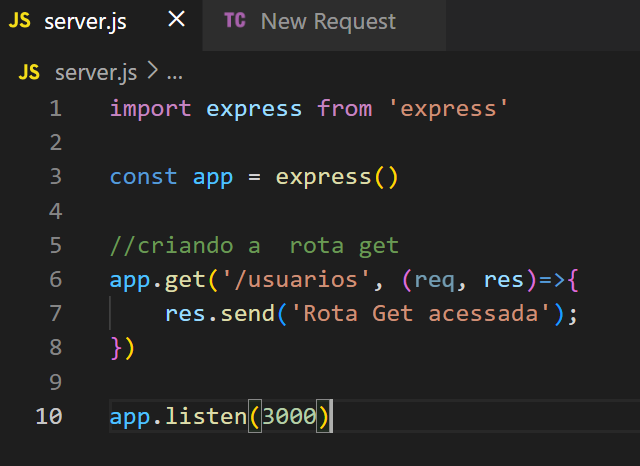 JS server.js × TC New Request
JS server.js > ...
1 import express from 'express'
2
3 const app = express()
4
5 //criando a  rota get
6 app.get('/usuarios', (req, res)=>{
7     res.send('Rota Get acessada');
8 })
9
10 app.listen(3000)